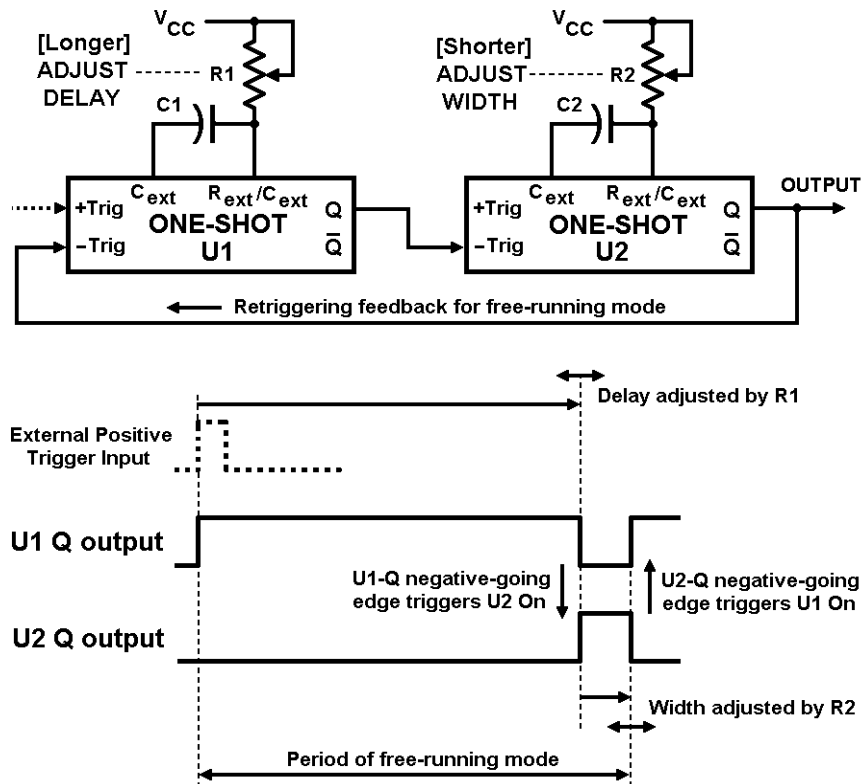 VCC
VCC
[Longer]
ADJUST
DELAY
R1
[Shorter]
ADJUST
WIDTH
R2
C1
C2
Cext
Rext/Cext
+Trig
ONE-SHOT
Q
−Trig
U1
Q̅
Cext
Rext/Cext
+Trig
ONE-SHOT
Q
−Trig
U2
Q̅
OUTPUT
Retriggering feedback for free-running mode
Delay adjusted by R1
External Positive
Trigger Input
U1 Q output
U1-Q negative-going
edge triggers U2 On
U2-Q negative-going
edge triggers U1 On
U2 Q output
Width adjusted by R2
Period of free-running mode